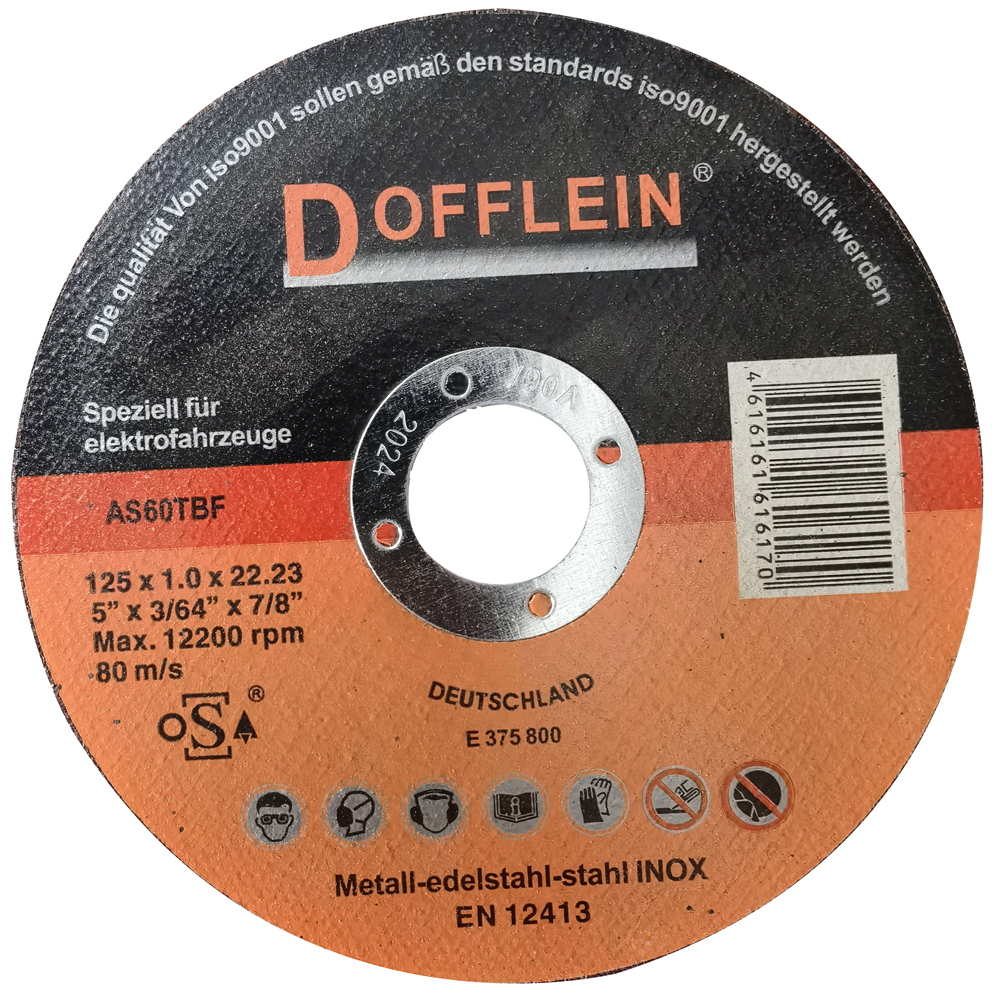 Die qualität Von iso9001 sollen gemäß den standards iso9001 hergestellt werden
DOFFLEIN®
Speziell für
elektrofahrzeuge
AS60TBF
125 x 1.0 x 22.23
5” x 3/64” x 7/8”
Max. 12200 rpm
80 m/s
oSA®
V06/
2024
4 616161 616170
DEUTSCHLAND
E 375 800
Metall-edelstahl-stahl INOX
EN 12413